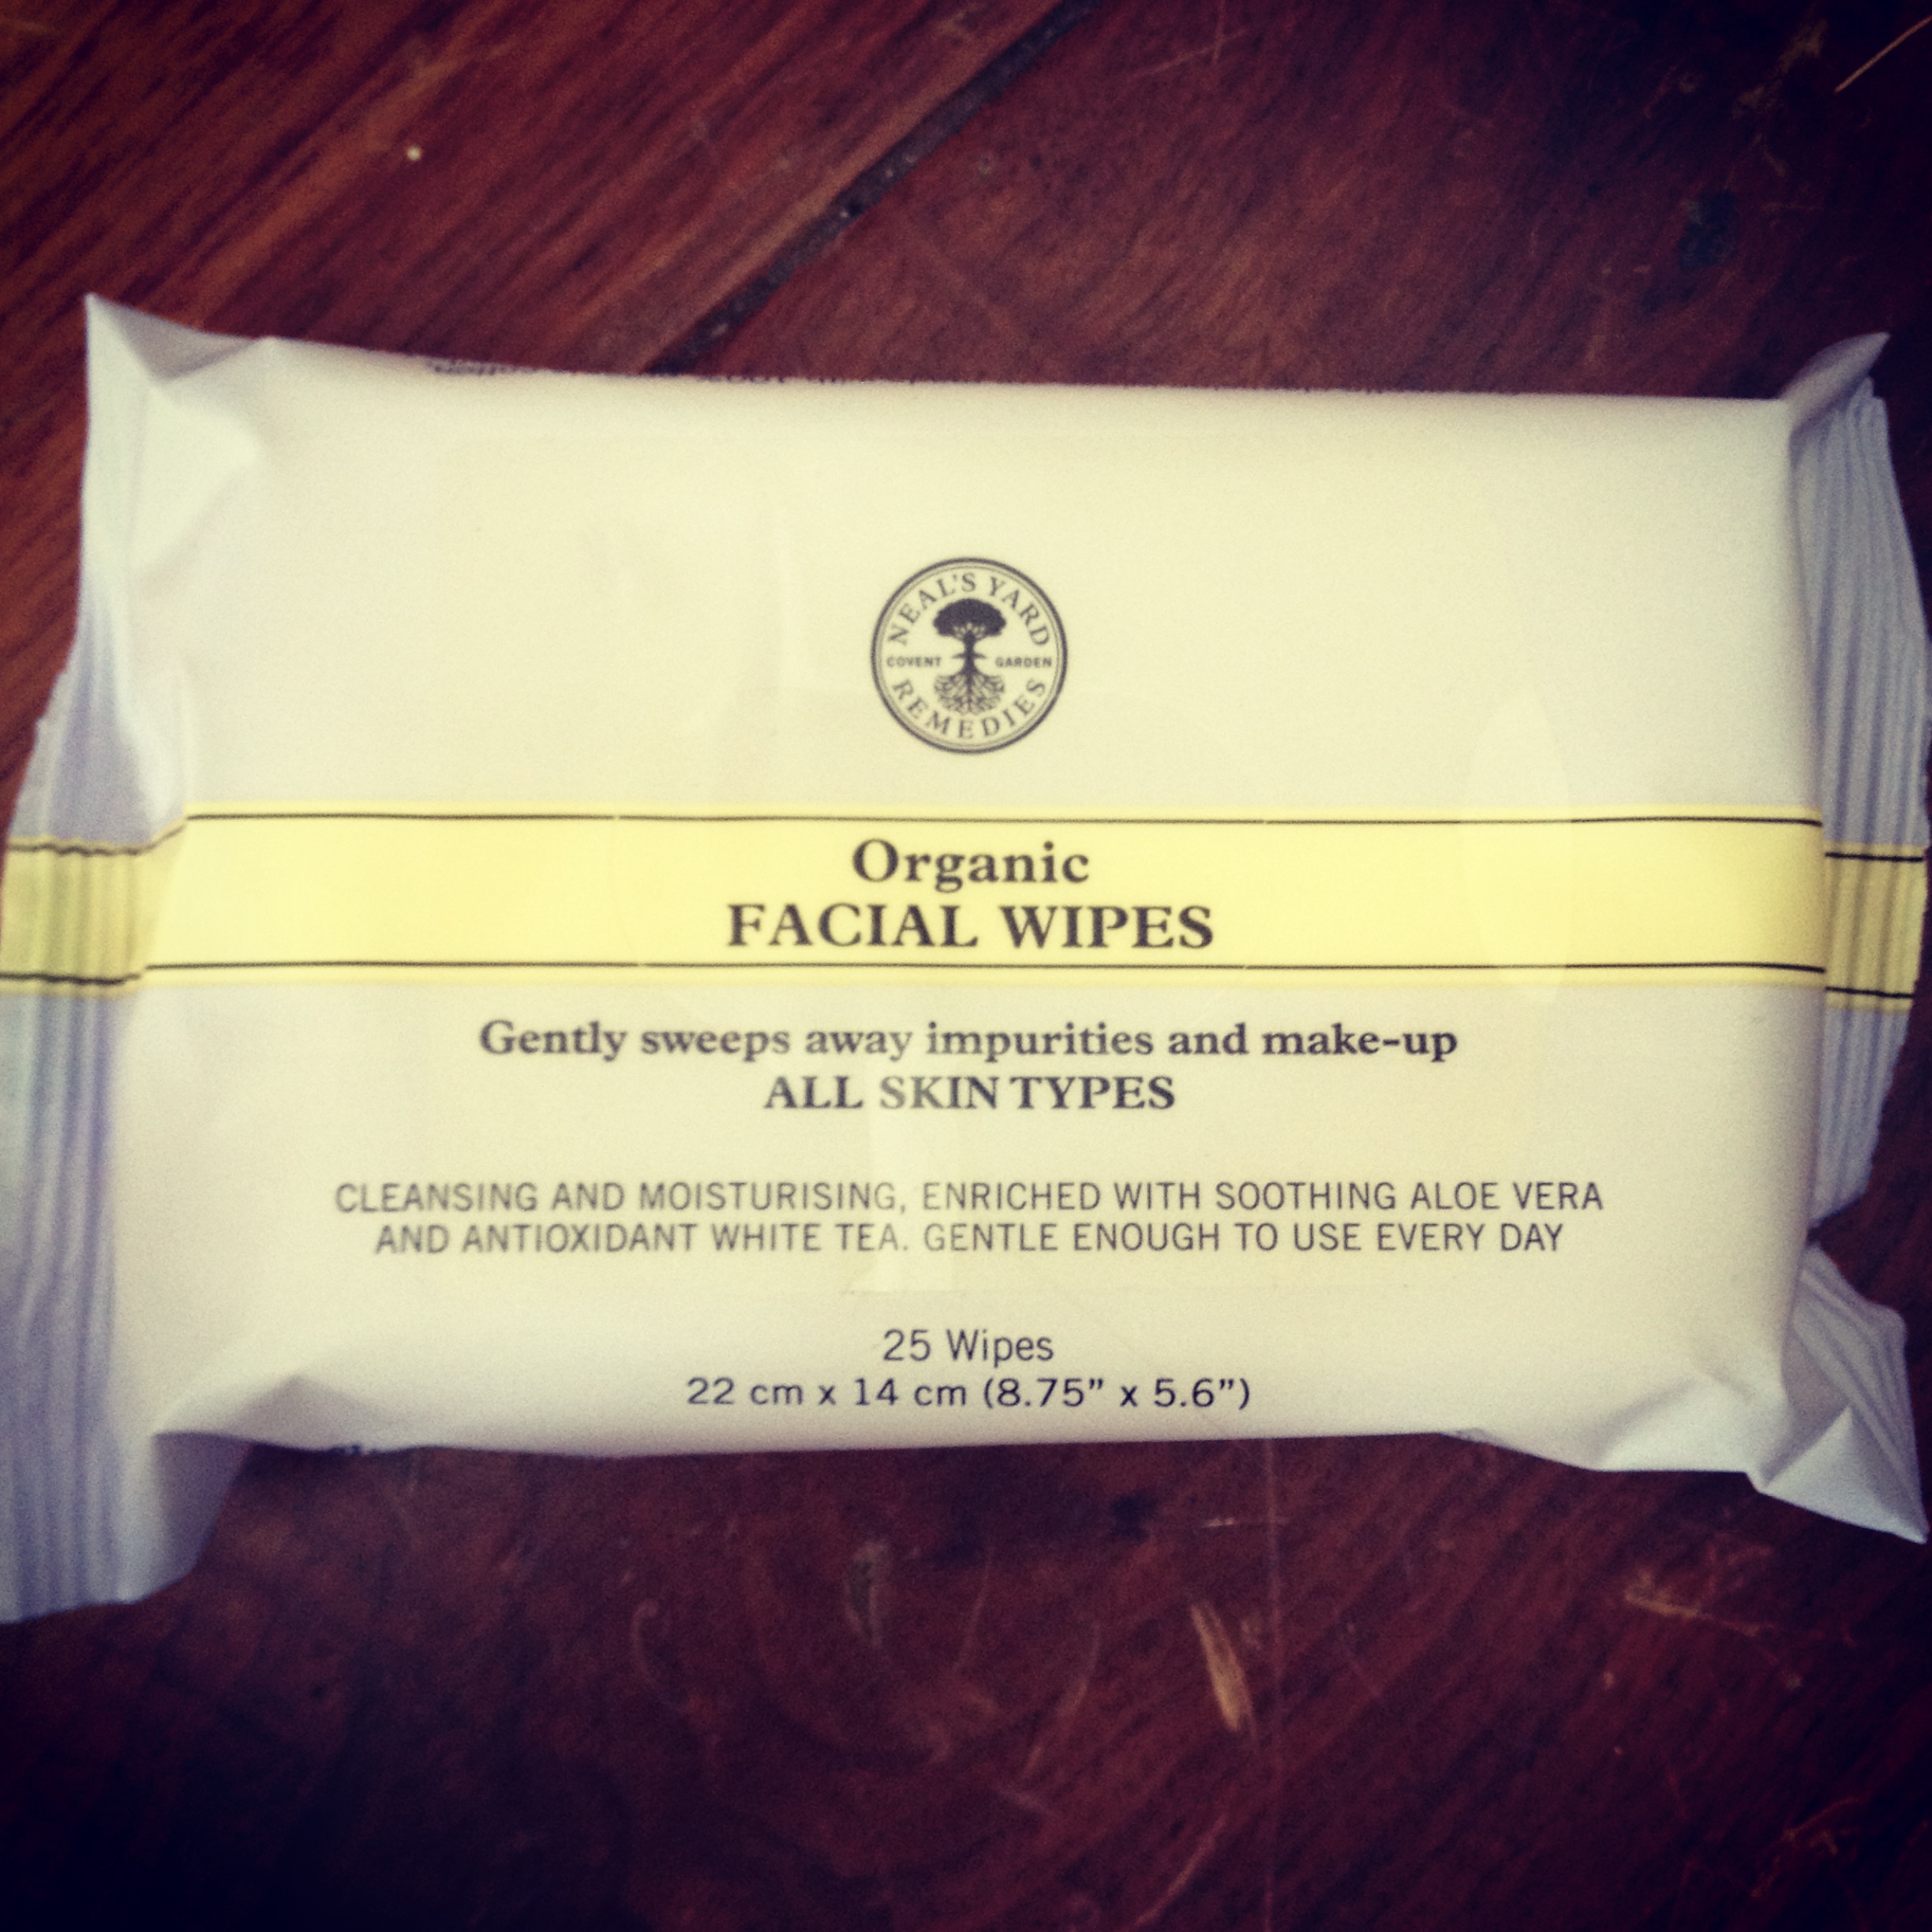 NEAL'S YARD
COVENT GARDEN
REMEDIES
Organic
FACIAL WIPES
Gently sweeps away impurities and make-up
ALL SKIN TYPES
CLEANSING AND MOISTURISING, ENRICHED WITH SOOTHING ALOE VERA
AND ANTIOXIDANT WHITE TEA. GENTLE ENOUGH TO USE EVERY DAY
25 Wipes
22 cm x 14 cm (8.75” x 5.6”)